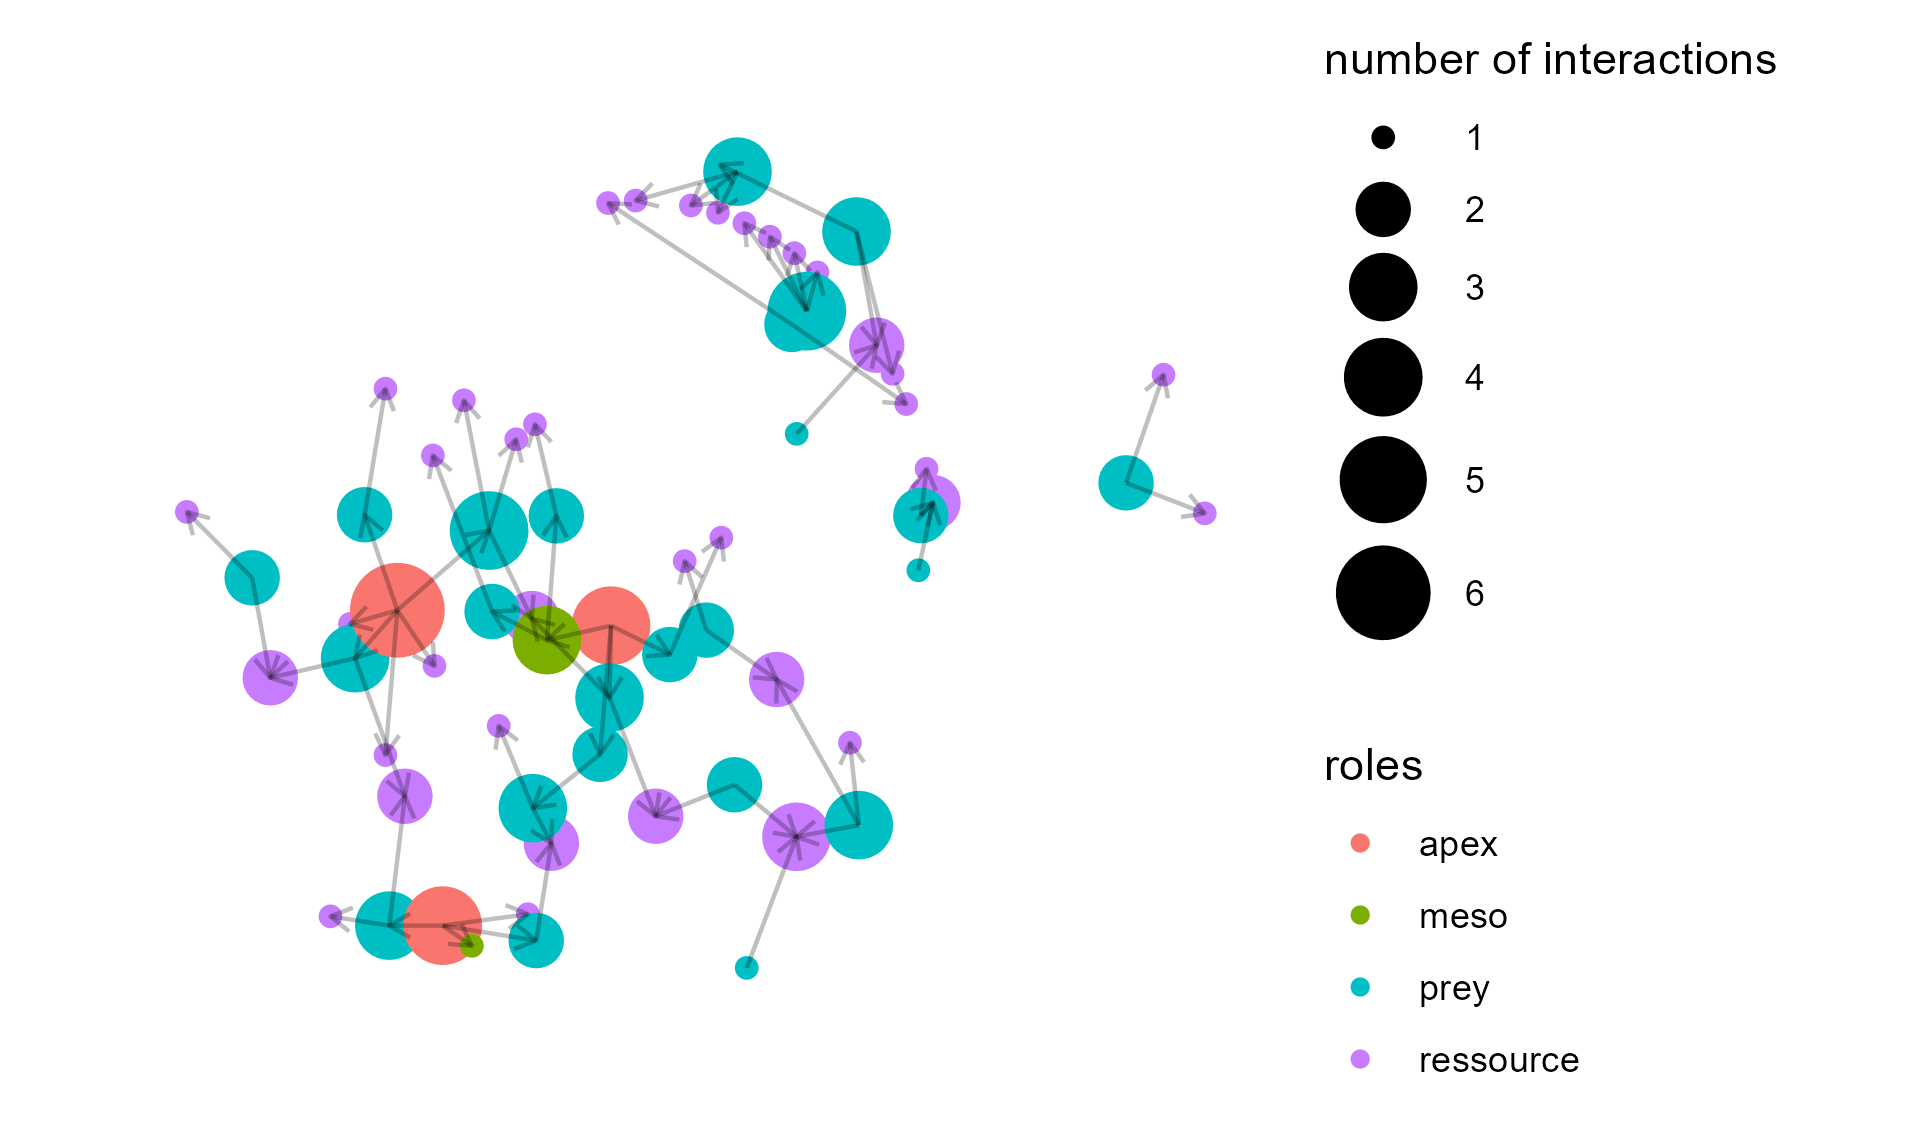 number of interactions
1
2
3
4
5
6
roles
apex
meso
prey
ressource